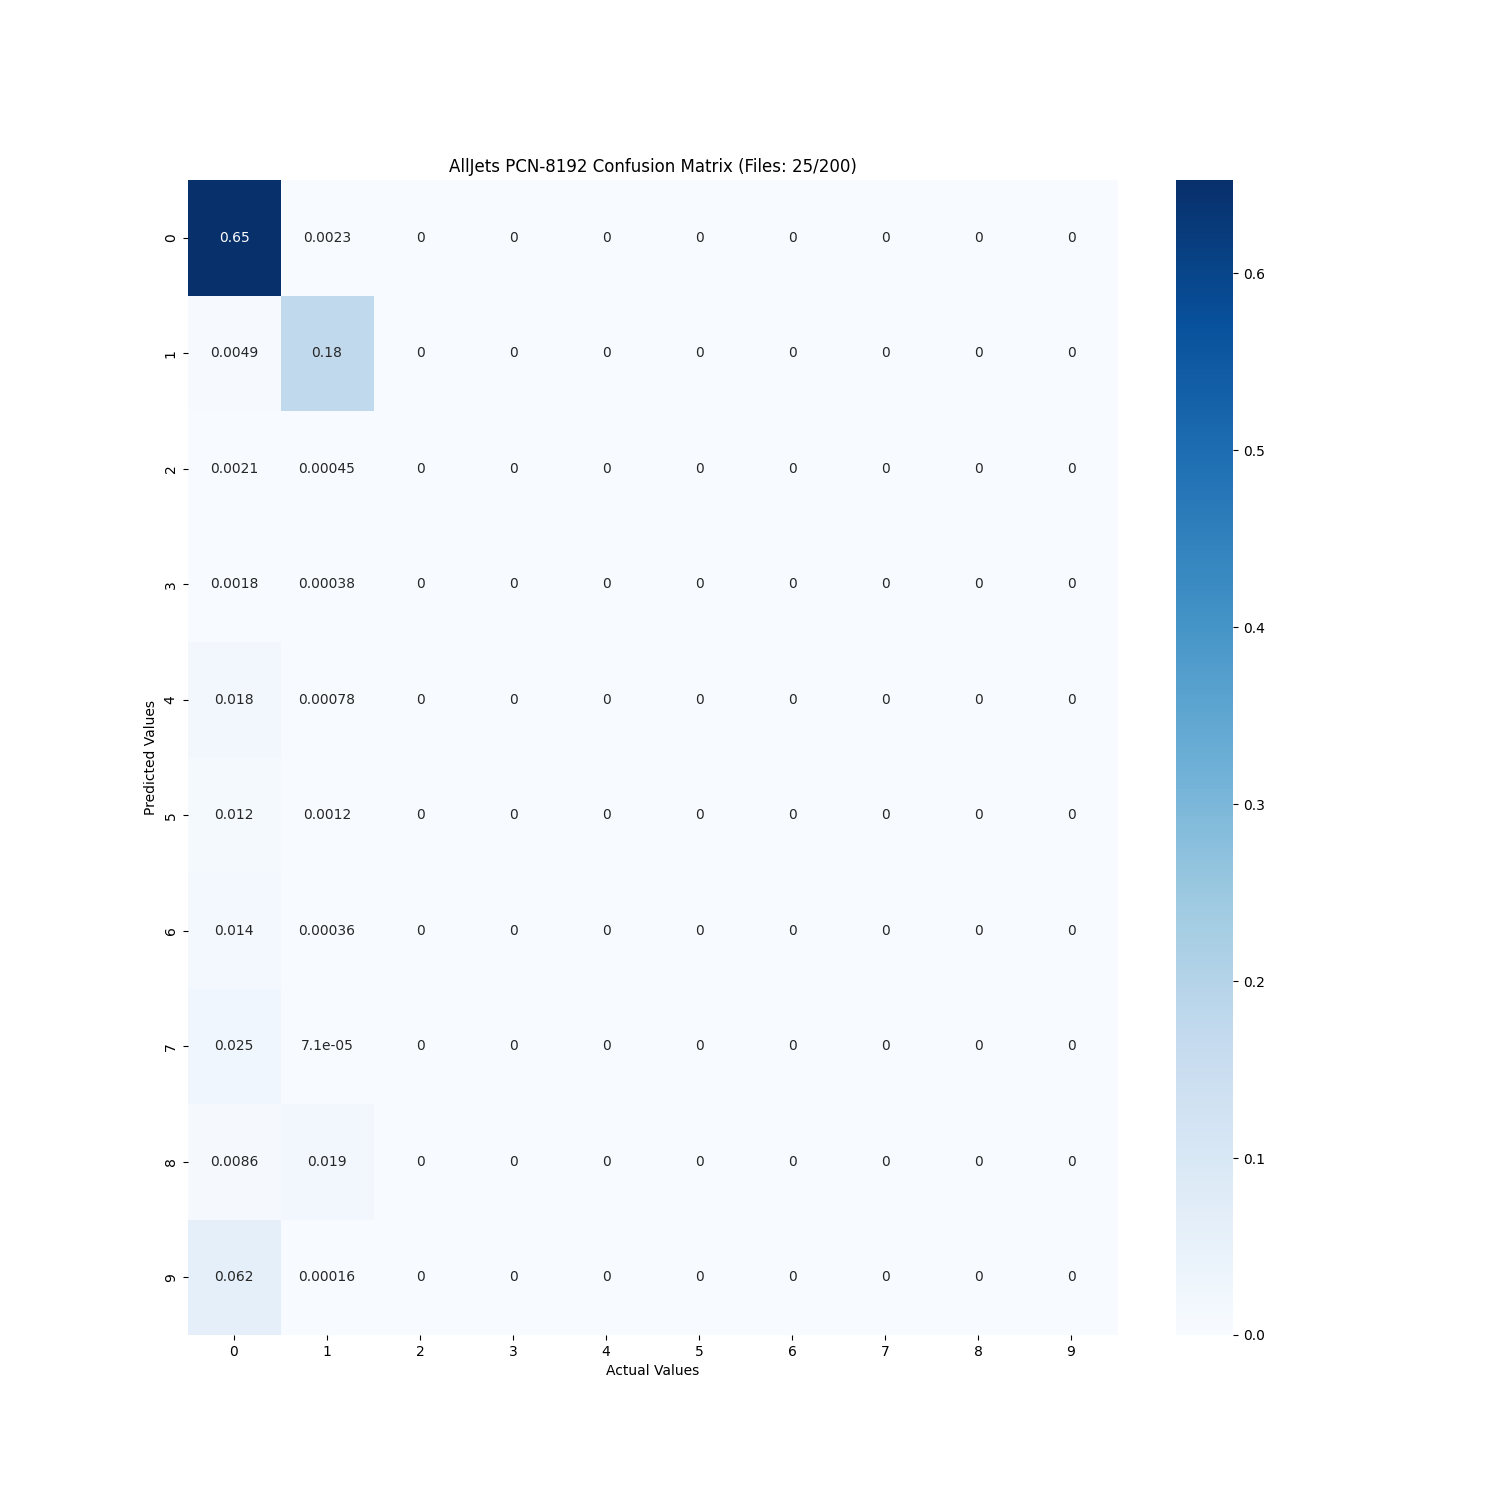 AllJets PCN-8192 Confusion Matrix (Files: 25/200)
0 0.65 0.0023 0 0 0 0 0 0 0 0
1 0.0049 0.18 0 0 0 0 0 0 0 0
2 0.0021 0.00045 0 0 0 0 0 0 0 0
3 0.0018 0.00038 0 0 0 0 0 0 0 0
4 0.018 0.00078 0 0 0 0 0 0 0 0
5 0.012 0.0012 0 0 0 0 0 0 0 0
6 0.014 0.00036 0 0 0 0 0 0 0 0
7 0.025 7.1e-05 0 0 0 0 0 0 0 0
8 0.0086 0.019 0 0 0 0 0 0 0 0
9 0.062 0.00016 0 0 0 0 0 0 0 0
0 1 2 3 4 5 6 7 8 9
Actual Values
Predicted Values
0.6
0.5
0.4
0.3
0.2
0.1
0.0